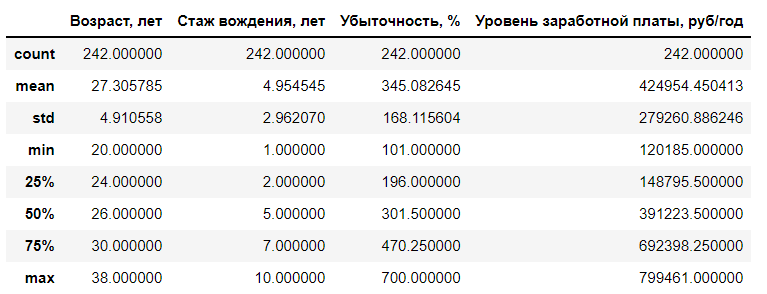 Возраст, лет Стаж вождения, лет Убыточность, % Уровень заработной платы, руб/год
count 242.000000 242.000000 242.000000 242.000000
mean 27.305785 4.954545 345.082645 424954.450413
std 4.910558 2.962070 168.115604 279260.886246
min 20.000000 1.000000 101.000000 120185.000000
25% 24.000000 2.000000 196.000000 148795.500000
50% 26.000000 5.000000 301.500000 391223.500000
75% 30.000000 7.000000 470.250000 692398.250000
max 38.000000 10.000000 700.000000 799461.000000